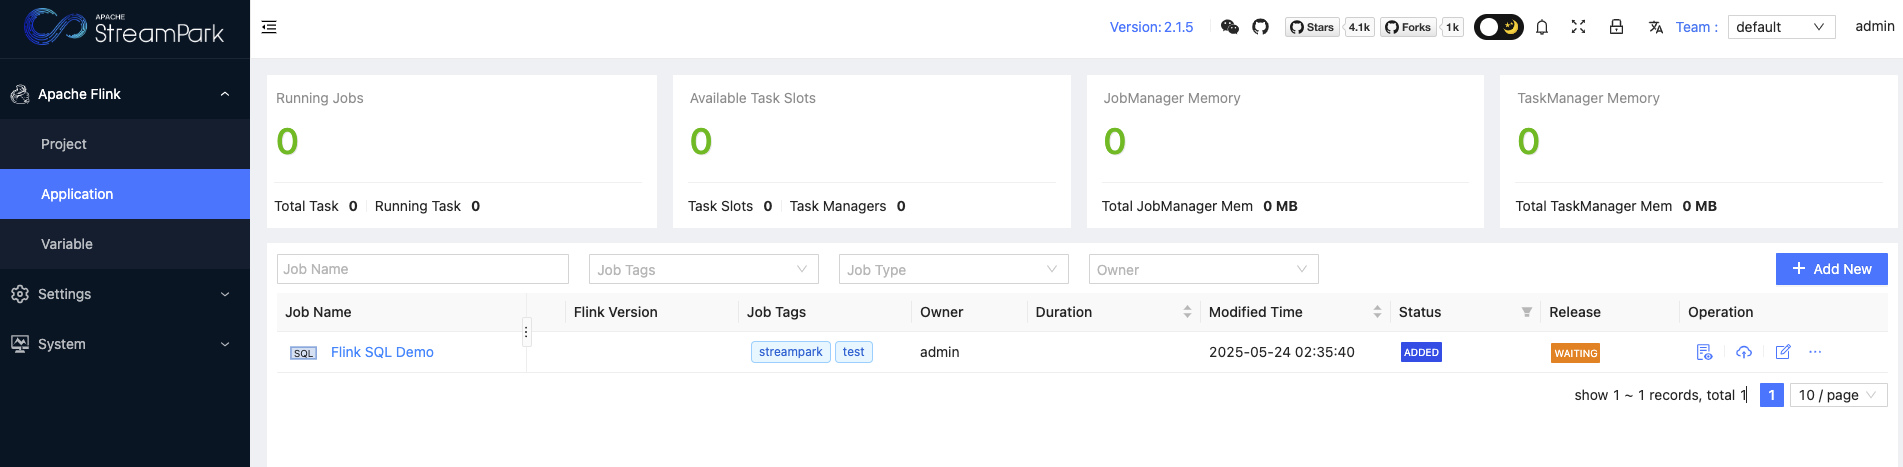 APACHE
StreamPark
Version: 2.1.5
Stars 4.1k
Forks 1k
Team :
default
admin
Apache Flink
Project
Application
Variable
Settings
System
Running Jobs
0
Total Task 0
Running Task 0
Available Task Slots
0
Task Slots 0
Task Managers 0
JobManager Memory
0
Total JobManager Mem 0 MB
TaskManager Memory
0
Total TaskManager Mem 0 MB
Job Name
Job Tags
Job Type
Owner
+ Add New
Job Name Flink Version Job Tags Owner Duration Modified Time Status Release Operation
SQL Flink SQL Demo streampark test admin 2025-05-24 02:35:40 ADDED WAITING
show 1 ~ 1 records, total 1
1
10 / page